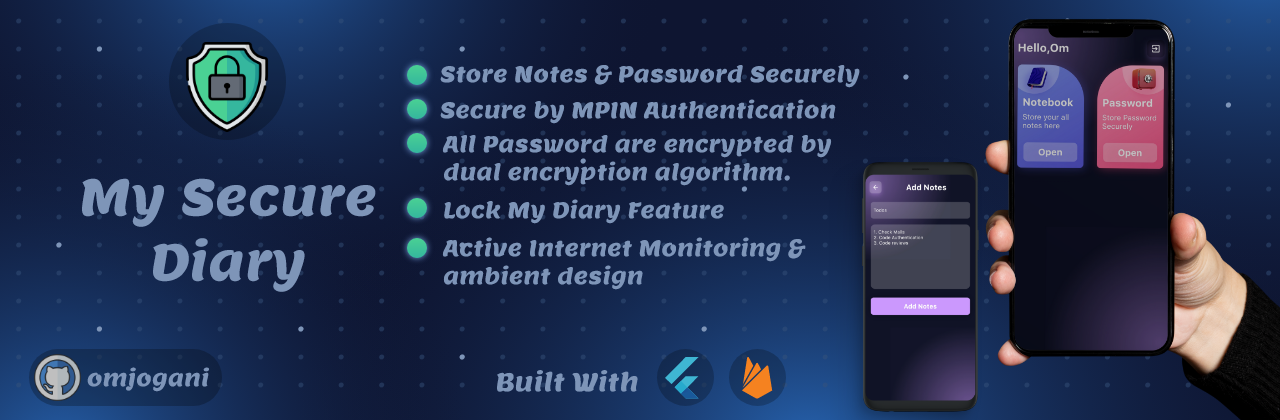 My Secure
Diary
Store Notes & Password Securely
Secure by MPIN Authentication
All Password are encrypted by
dual encryption algorithm.
Lock My Diary Feature
Active Internet Monitoring &
ambient design
omjogani
Built With
Add Notes
Todos
1. Check Mails
2. Code Authentication
3. Code reviews
Add Notes
Hello,Om
Notebook
Store your all
notes here
Open
Password
Store Password
Securely
Open